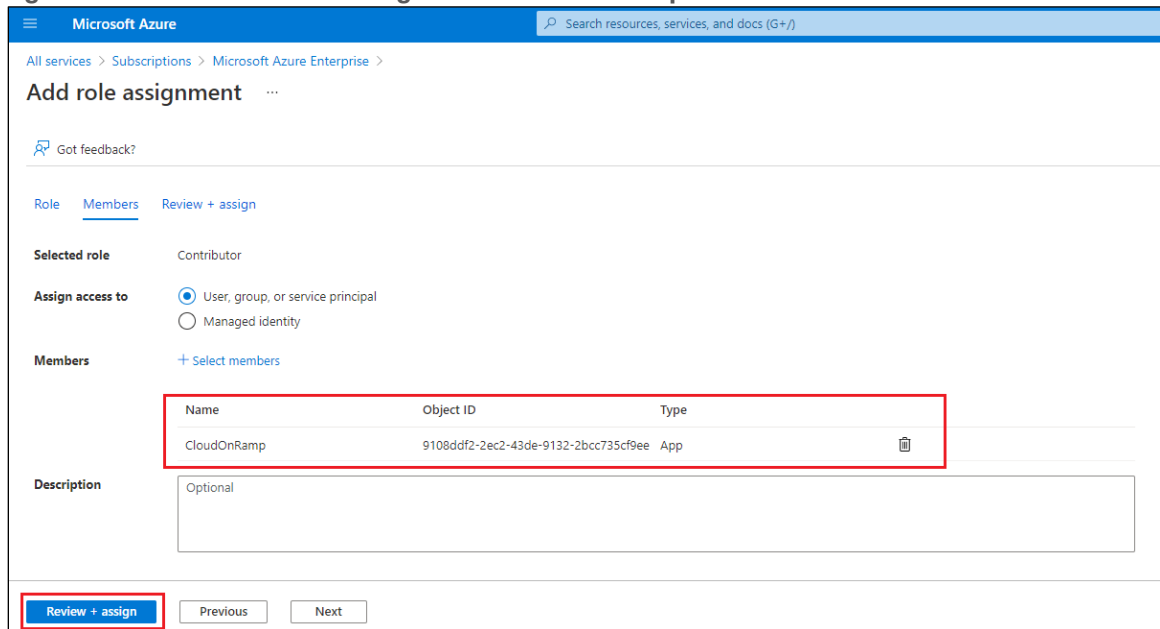 Microsoft Azure
Search resources, services, and docs (G+/)
All services > Subscriptions > Microsoft Azure Enterprise >
Add role assignment ...
Got feedback?
Role Members Review + assign
Selected role Contributor
Assign access to User, group, or service principal
Managed identity
Members + Select members
Name Object ID Type
CloudOnRamp 9108ddf2-2ec2-43de-9132-2bcc735cf9ee App
Description Optional
Review + assign Previous Next